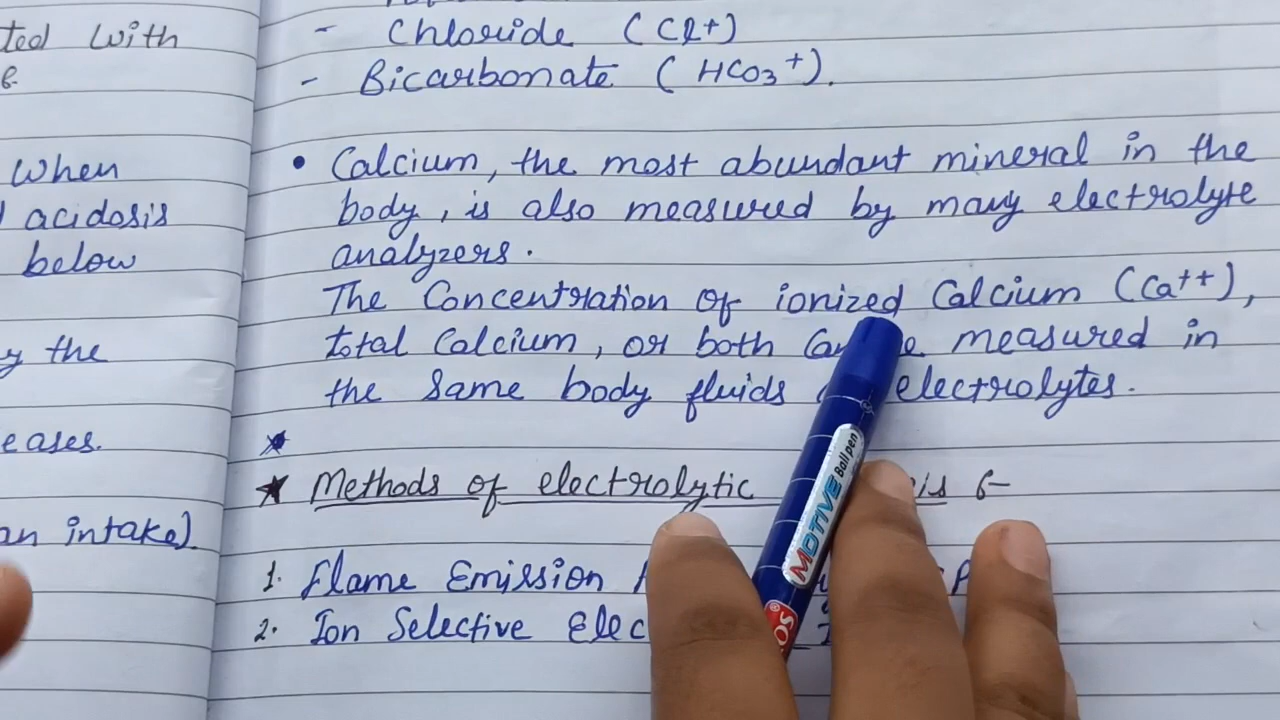 ted with
- Chloride (Cl+)
- Bicarbonate (HCO3+).
When
acidosis
below
y the
eases.
an intake)
• Calcium, the most abundant mineral in the
body, is also measured by many electrolyte
analyzers.
The Concentration of ionized Calcium (Ca++),
total Calcium, or both measured in
the same body fluids electrolytes.
★ Methods of electrolytic is :-
1. Flame Emission P
2. Ion Selective Elec
MOTIVE Ball pen